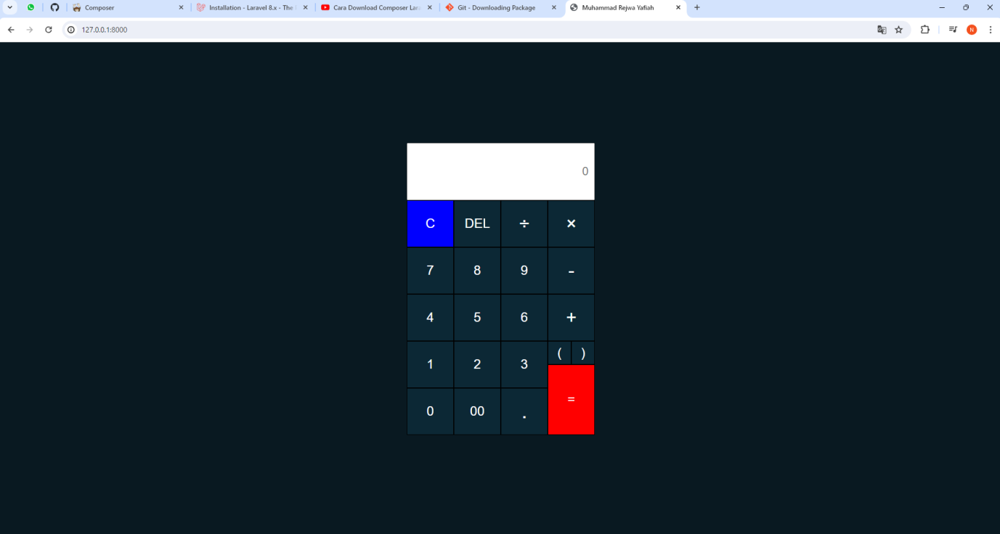 Composer
Installation - Laravel 8.x - The
Cara Download Composer Lara
Git - Downloading Package
Muhammad Rejwa Yafiah
127.0.0.1:8000
N
0
C DEL ÷ ×
7 8 9 -
4 5 6 +
1 2 3 ( )
=
0 00 .